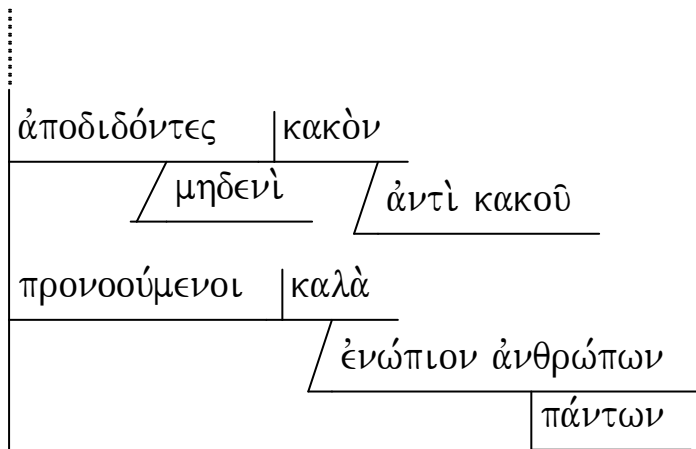 ἀποδιδόντες κακὸν
μηδενὶ ἀντὶ κακοῦ
προνοούμενοι καλὰ
ἐνώπιον ἀνθρώπων
πάντων